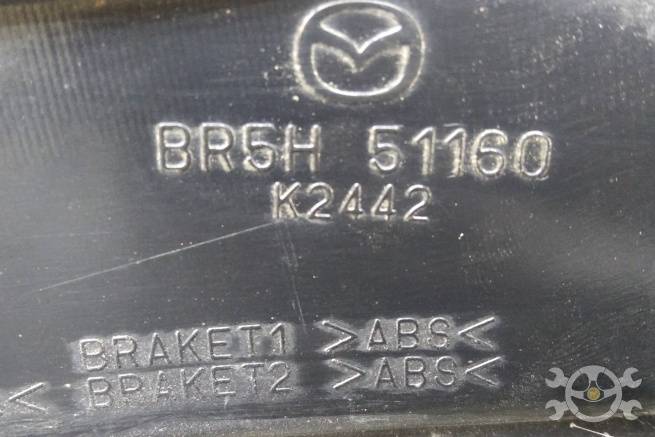 BR5H 51160
K2442
BRAKET1 >ABS<
< BRAKET2 >ABS<